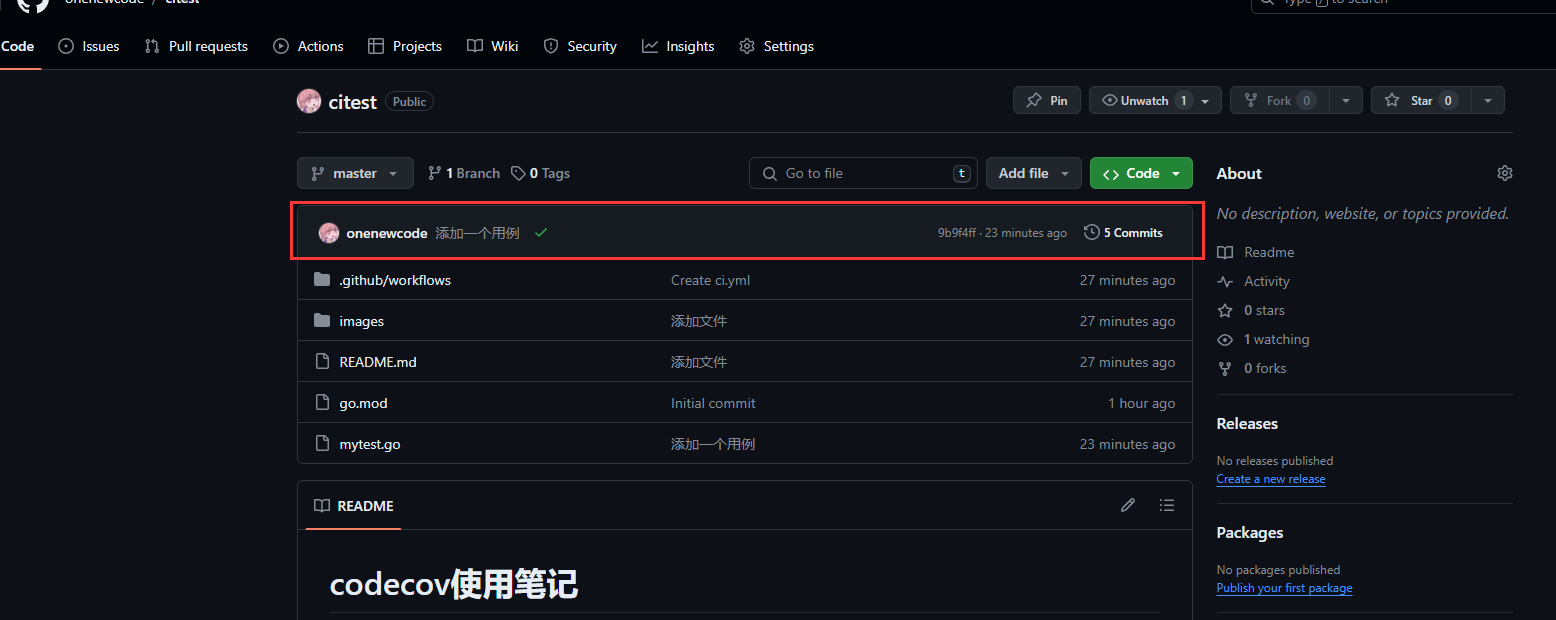 onenewcode / citest
Type / to search
Code Issues Pull requests Actions Projects Wiki Security Insights Settings
citest Public Pin Unwatch 1 Fork 0 Star 0
master 1 Branch 0 Tags Go to file t Add file Code
onenewcode 添加一个用例 9b9f4ff · 23 minutes ago 5 Commits
.github/workflows Create ci.yml 27 minutes ago
images 添加文件 27 minutes ago
README.md 添加文件 27 minutes ago
go.mod Initial commit 1 hour ago
mytest.go 添加一个用例 23 minutes ago
README
codecov使用笔记
About
No description, website, or topics provided.
Readme
Activity
0 stars
1 watching
0 forks
Releases
No releases published
Create a new release
Packages
No packages published
Publish your first package